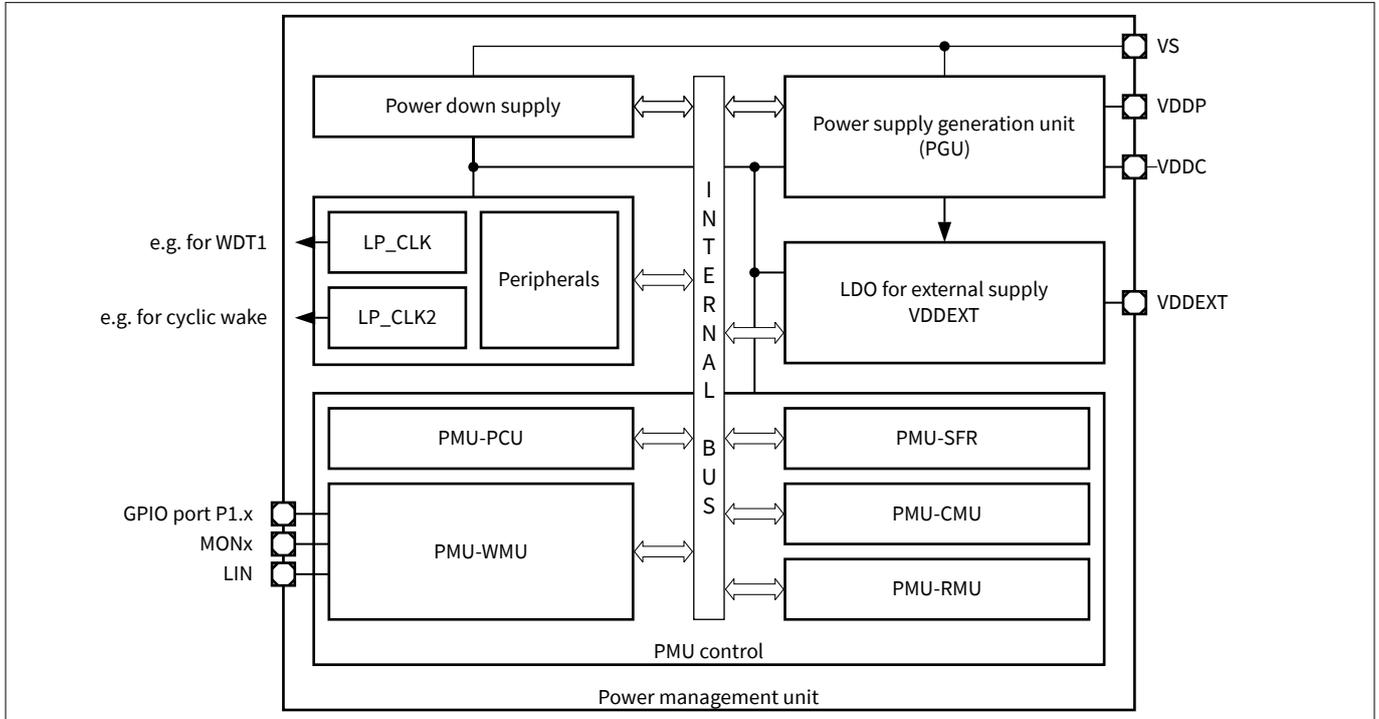 VS
Power down supply
Power supply generation unit
(PGU)
VDDP
VDDC
INTERNAL BUS
e.g. for WDT1
LP_CLK
Peripherals
e.g. for cyclic wake
LP_CLK2
LDO for external supply
VDDEXT
VDDEXT
PMU-PCU
PMU-SFR
GPIO port P1.x
MONx
LIN
PMU-WMU
PMU-CMU
PMU-RMU
PMU control
Power management unit